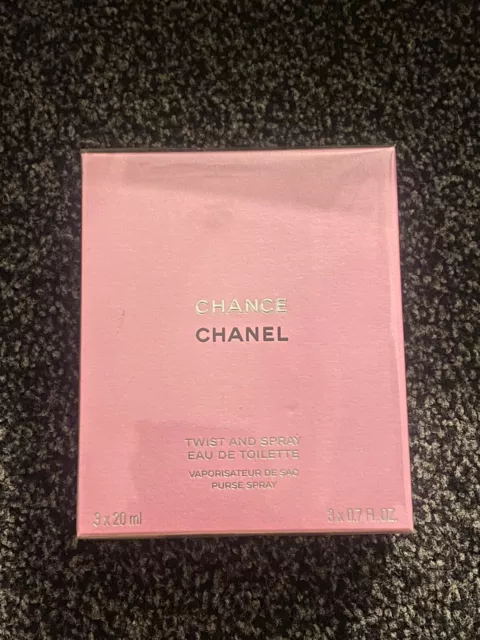 CHANCE
CHANEL
TWIST AND SPRAY
EAU DE TOILETTE
VAPORISATEUR DE SAC
PURSE SPRAY
3 x 20 ml 3 x 0.7 FL. OZ.